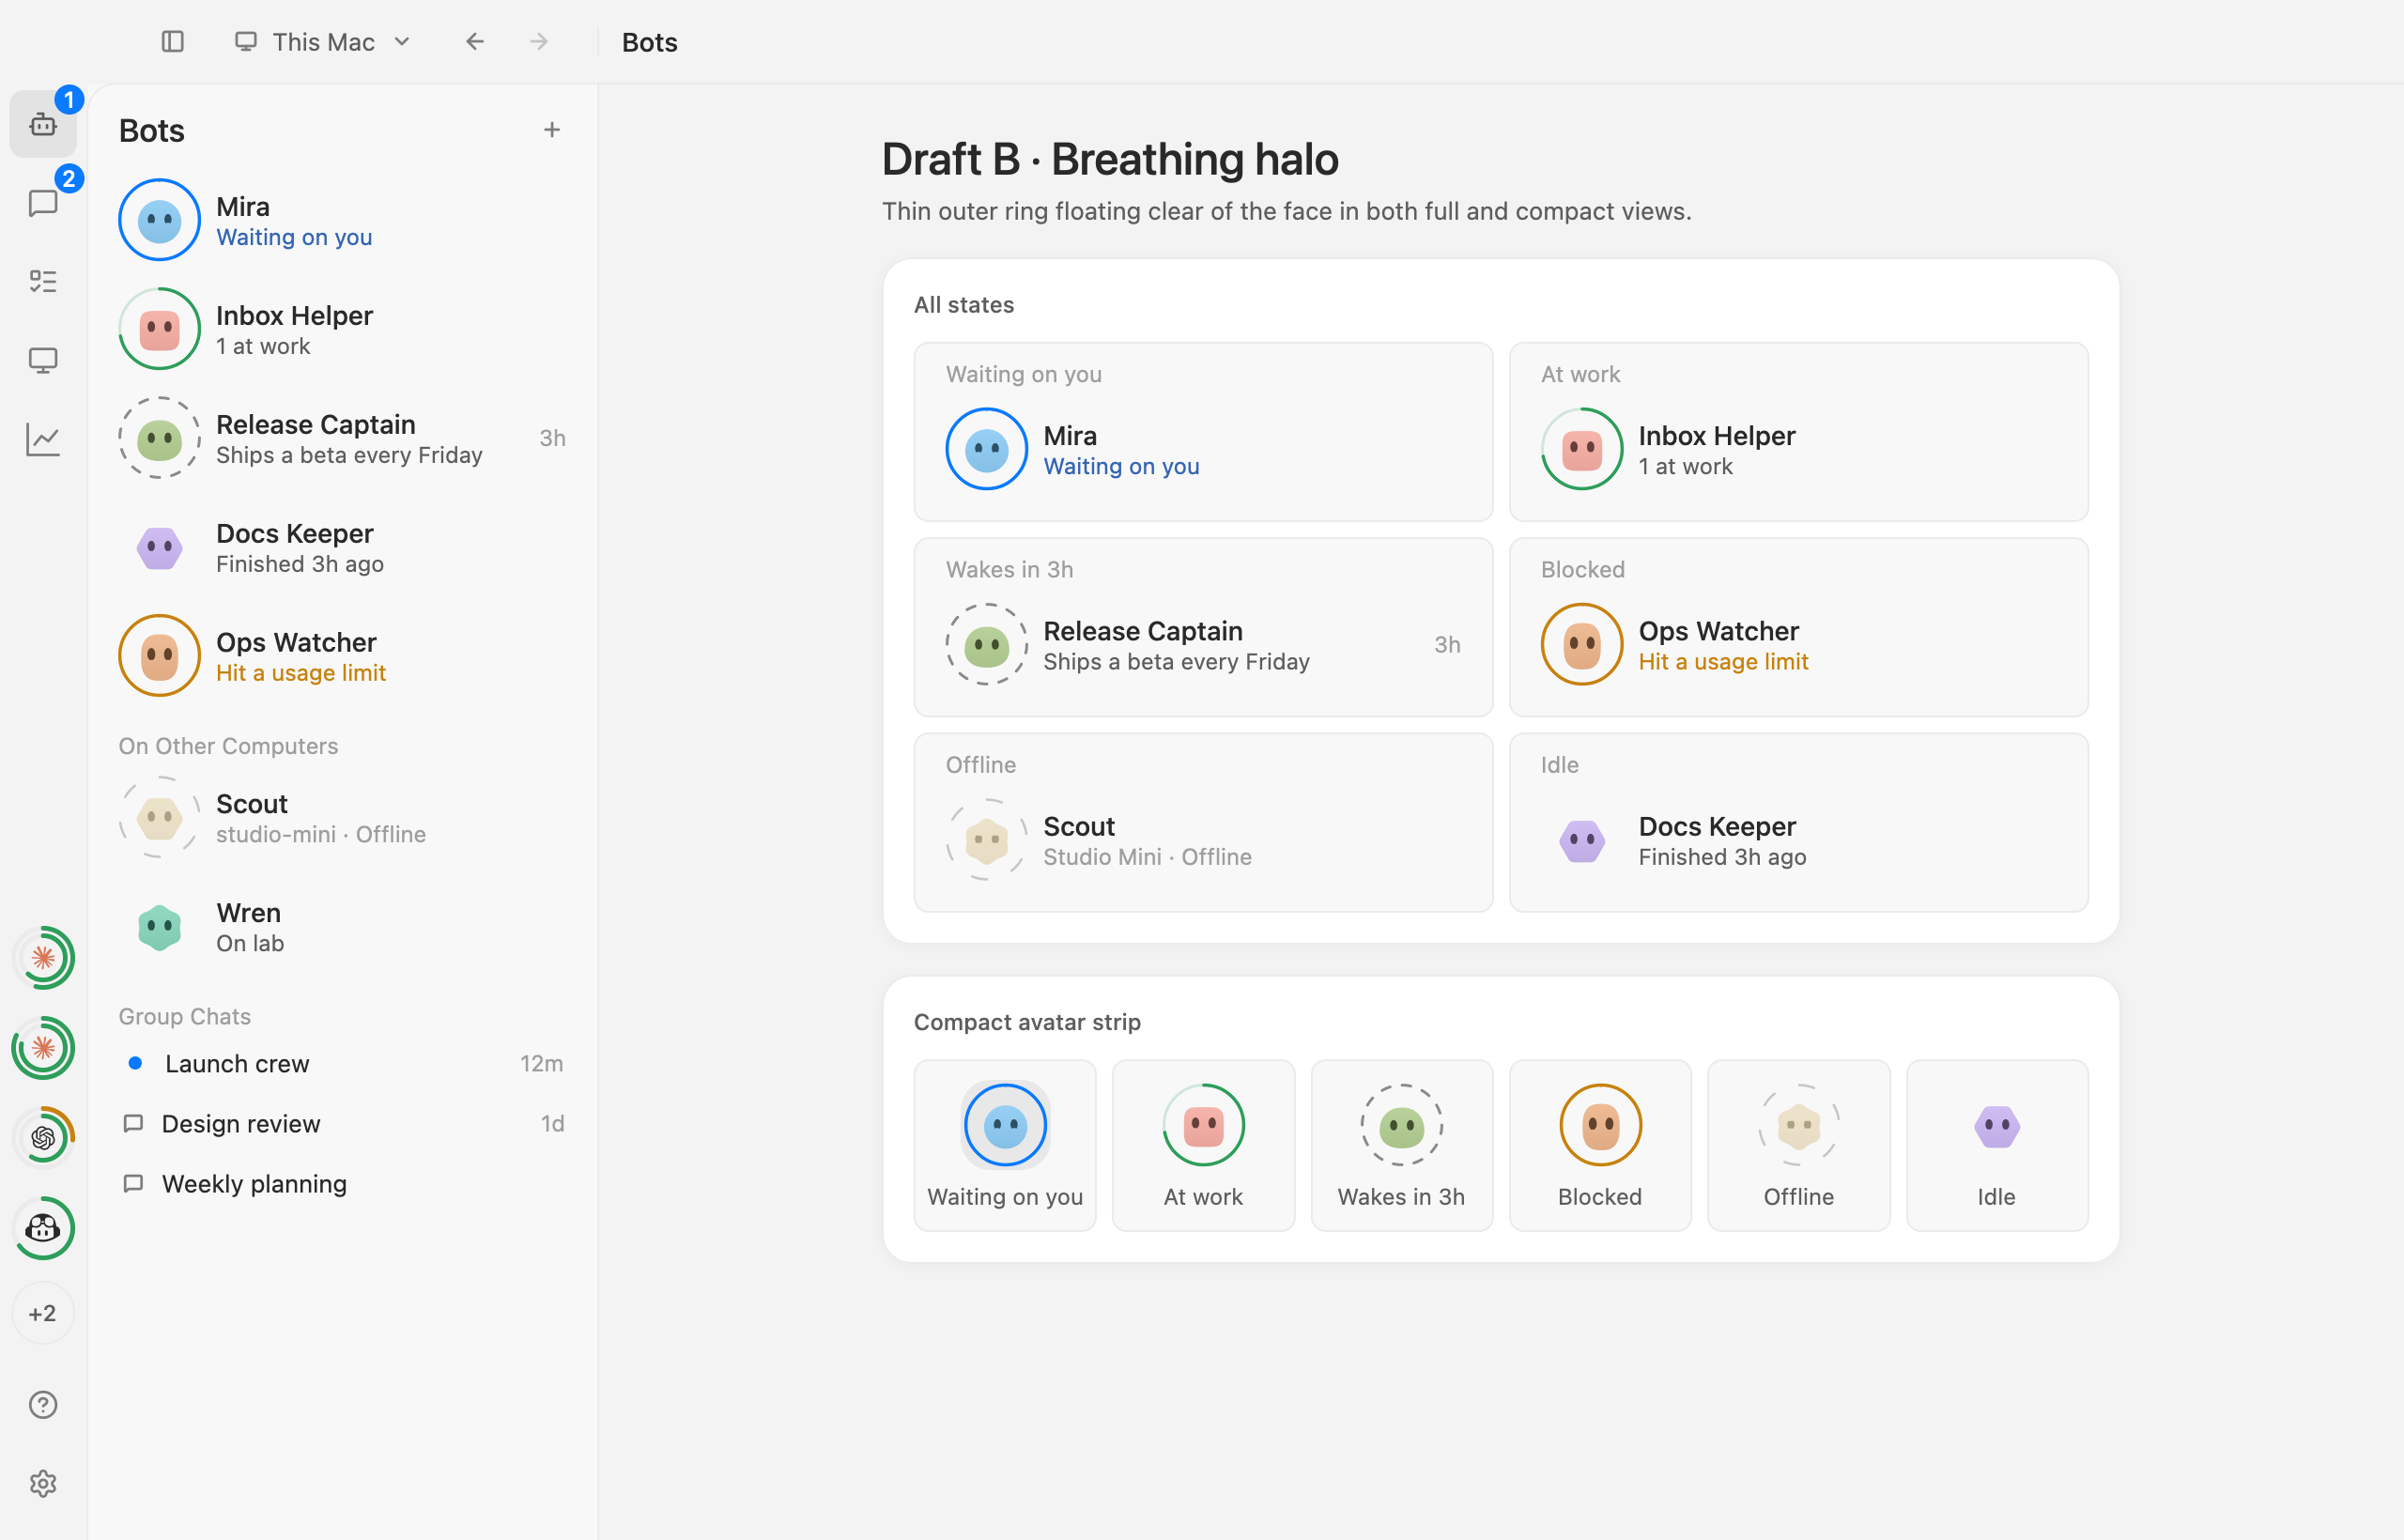 This Mac
Bots
1
2
Bots
Mira
Waiting on you
Inbox Helper
1 at work
Release Captain
Ships a beta every Friday
3h
Docs Keeper
Finished 3h ago
Ops Watcher
Hit a usage limit
On Other Computers
Scout
studio-mini · Offline
Wren
On lab
Group Chats
Launch crew
12m
Design review
1d
Weekly planning
+2
Draft B · Breathing halo
Thin outer ring floating clear of the face in both full and compact views.
All states
Waiting on you
Mira
Waiting on you
At work
Inbox Helper
1 at work
Wakes in 3h
Release Captain
Ships a beta every Friday
3h
Blocked
Ops Watcher
Hit a usage limit
Offline
Scout
Studio Mini · Offline
Idle
Docs Keeper
Finished 3h ago
Compact avatar strip
Waiting on you
At work
Wakes in 3h
Blocked
Offline
Idle